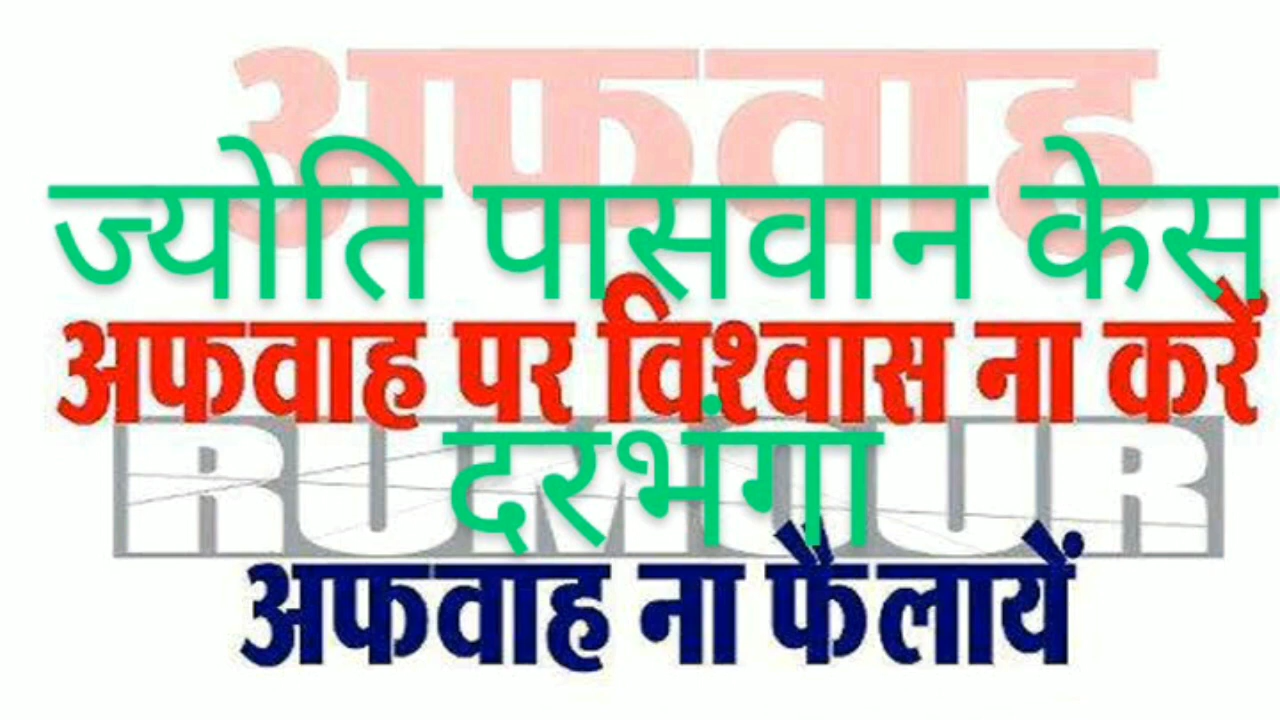 अफवाह
ज्योति पासवान केस
अफवाह पर विश्वास ना करें
RUMOUR
दरभंगा
अफवाह ना फैलायें